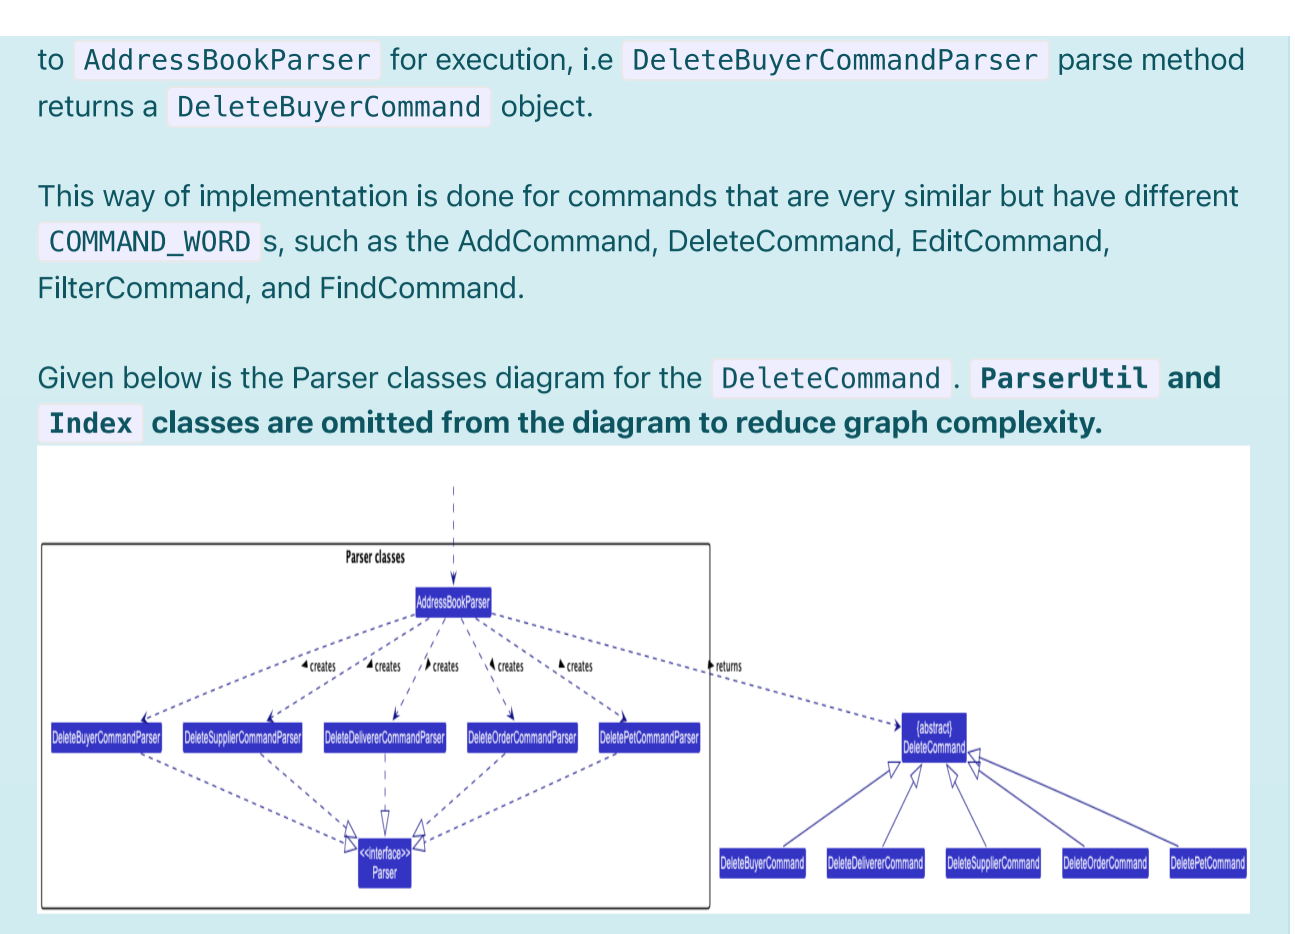 to AddressBookParser for execution, i.e DeleteBuyerCommandParser parse method
returns a DeleteBuyerCommand object.
This way of implementation is done for commands that are very similar but have different
COMMAND_WORD s, such as the AddCommand, DeleteCommand, EditCommand,
FilterCommand, and FindCommand.
Given below is the Parser classes diagram for the DeleteCommand . ParserUtil and
Index classes are omitted from the diagram to reduce graph complexity.
Parser classes
AddressBookParser
creates creates creates creates creates returns
DeleteBuyerCommandParser DeleteSupplierCommandParser DeleteDelivererCommandParser DeleteOrderCommandParser DeletePetCommandParser
{abstract}
DeleteCommand
<<interface>>
Parser
DeleteBuyerCommand DeleteDelivererCommand DeleteSupplierCommand DeleteOrderCommand DeletePetCommand